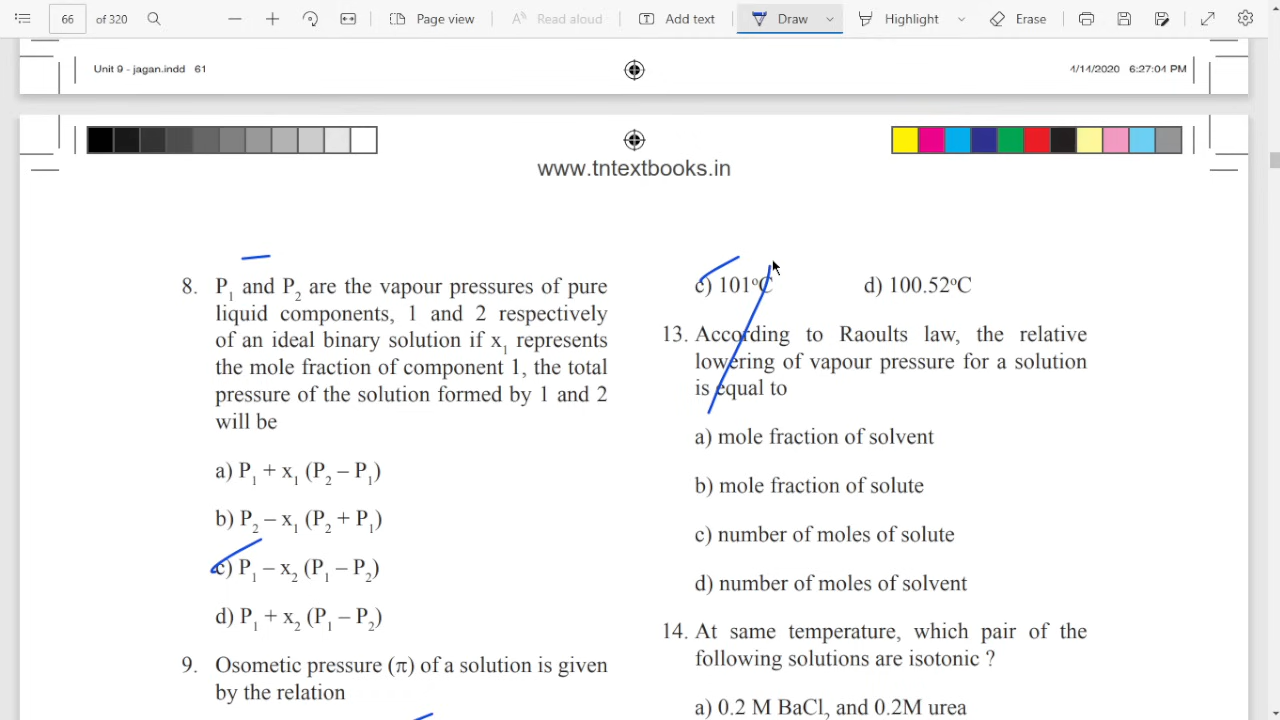 66 of 320 Page view Read aloud Add text Draw Highlight Erase
Unit 9 - jagan.indd 61 4/14/2020 6:27:04 PM
www.tntextbooks.in
8. P₁ and P₂ are the vapour pressures of pure
liquid components, 1 and 2 respectively
of an ideal binary solution if x₁ represents
the mole fraction of component 1, the total
pressure of the solution formed by 1 and 2
will be
a) P₁ + x₁ (P₂ – P₁)
b) P₂ – x₁ (P₂ + P₁)
c) P₁ – x₂ (P₁ – P₂)
d) P₁ + x₂ (P₁ – P₂)
9. Osometic pressure (π) of a solution is given
by the relation
c) 101ᵒC d) 100.52ᵒC
13. According to Raoults law, the relative
lowering of vapour pressure for a solution
is equal to
a) mole fraction of solvent
b) mole fraction of solute
c) number of moles of solute
d) number of moles of solvent
14. At same temperature, which pair of the
following solutions are isotonic ?
a) 0.2 M BaCl₂ and 0.2M urea